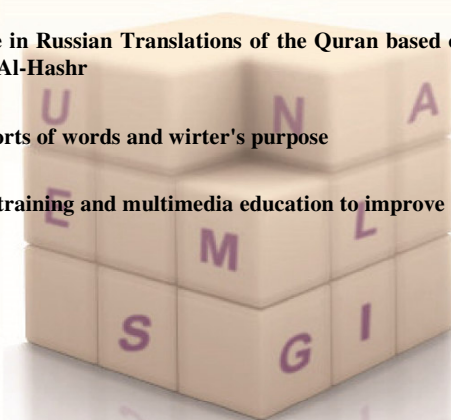 e in Russian Translations of the Quran based
Al-Hashr
U N A
orts of words and wirter's purpose
training and multimedia education to improve
E M L
S G I